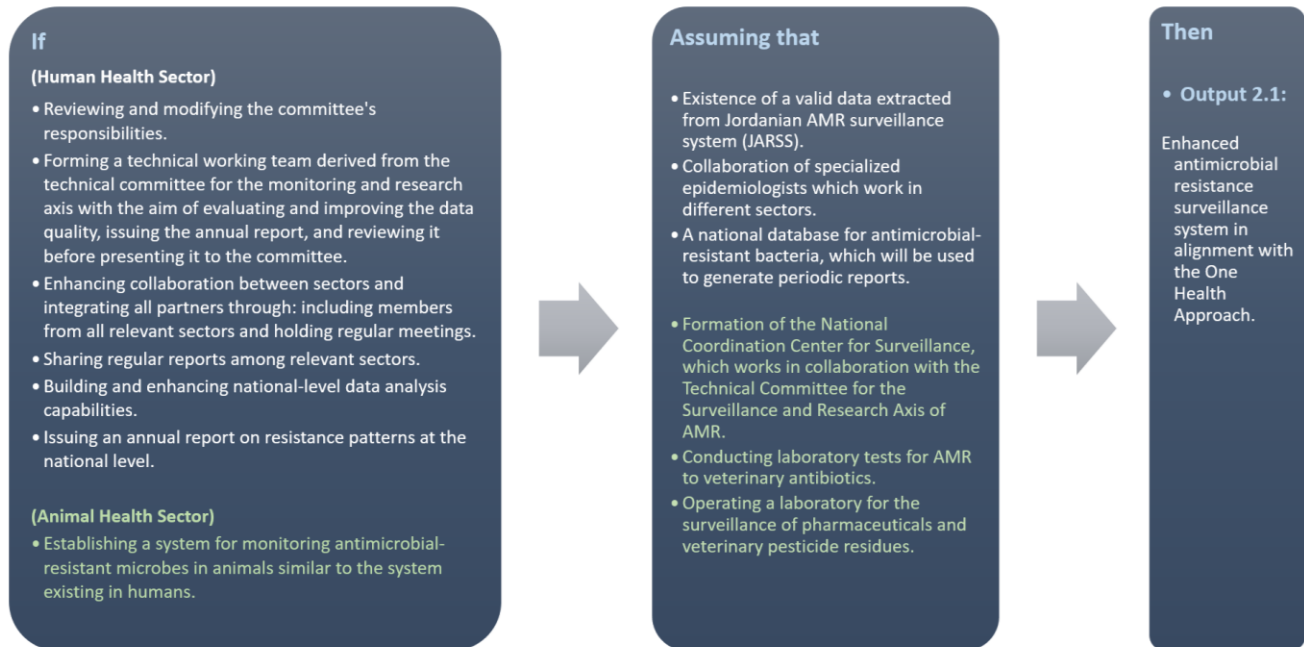 If
(Human Health Sector)
• Reviewing and modifying the committee's
responsibilities.
• Forming a technical working team derived from the
technical committee for the monitoring and research
axis with the aim of evaluating and improving the data
quality, issuing the annual report, and reviewing it
before presenting it to the committee.
• Enhancing collaboration between sectors and
integrating all partners through: including members
from all relevant sectors and holding regular meetings.
• Sharing regular reports among relevant sectors.
• Building and enhancing national-level data analysis
capabilities.
• Issuing an annual report on resistance patterns at the
national level.
(Animal Health Sector)
• Establishing a system for monitoring antimicrobial-
resistant microbes in animals similar to the system
existing in humans.
Assuming that
• Existence of a valid data extracted
from Jordanian AMR surveillance
system (JARSS).
• Collaboration of specialized
epidemiologists which work in
different sectors.
• A national database for antimicrobial-
resistant bacteria, which will be used
to generate periodic reports.
• Formation of the National
Coordination Center for Surveillance,
which works in collaboration with the
Technical Committee for the
Surveillance and Research Axis of
AMR.
• Conducting laboratory tests for AMR
to veterinary antibiotics.
• Operating a laboratory for the
surveillance of pharmaceuticals and
veterinary pesticide residues.
Then
• Output 2.1:
Enhanced
antimicrobial
resistance
surveillance
system in
alignment with
the One
Health
Approach.